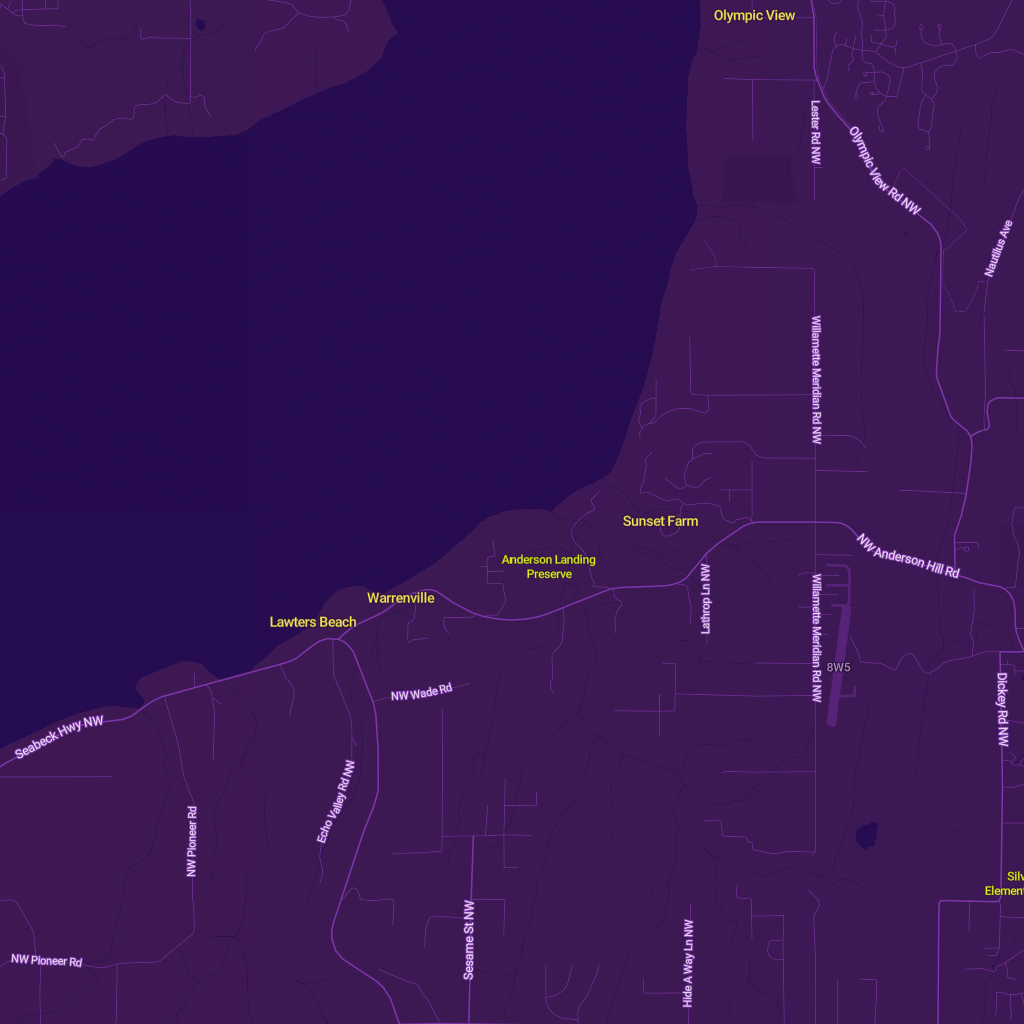 Olympic View
Lester Rd NW
Olympic View Rd NW
Nautilus Ave
Willamette Meridian Rd NW
Sunset Farm
NW Anderson Hill Rd
Anderson Landing
Preserve
Lathrop Ln NW
Willamette Meridian Rd NW
Warrenville
Lawters Beach
8W5
NW Wade Rd
Dickey Rd NW
Seabeck Hwy NW
Echo Valley Rd NW
NW Pioneer Rd
Silv
Element
Sesame St NW
Hide A Way Ln NW
NW Pioneer Rd